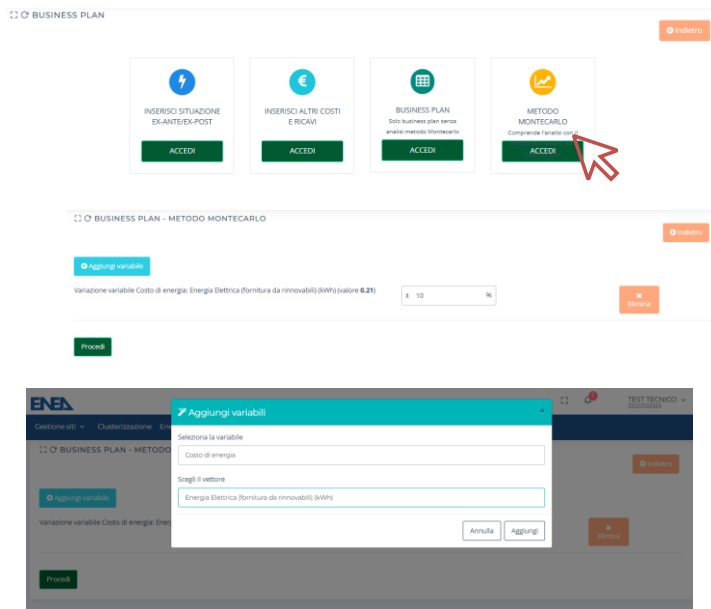 BUSINESS PLAN
Indietro
INSERISCI SITUAZIONE
EX-ANTE/EX-POST
ACCEDI
INSERISCI ALTRI COSTI
E RICAVI
ACCEDI
BUSINESS PLAN
Solo business plan senza
analisi metodo Montecarlo
ACCEDI
METODO
MONTECARLO
Comprende l'analisi con il
ACCEDI
BUSINESS PLAN - METODO MONTECARLO
Indietro
Aggiungi variabile
Variazione variabile Costo di energia: Energia Elettrica (fornitura da rinnovabili) (kWh) (valore 0.21)
± 10 %
Elimina
Procedi
ENEA
TEST TECNICO
Gestione siti Clusterizzazione Ene
Aggiungi variabili
×
Seleziona la variabile
Costo di energia
Scegli il vettore
Energia Elettrica (fornitura da rinnovabili) (kWh)
Annulla Aggiungi
BUSINESS PLAN - METODO
Indietro
Aggiungi variabile
Variazione variabile Costo di energia: Ener
Elimina
Procedi